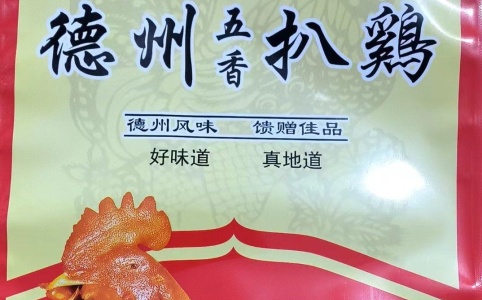 德州五香扒鷄
德州风味 馈赠佳品
好味道 真地道